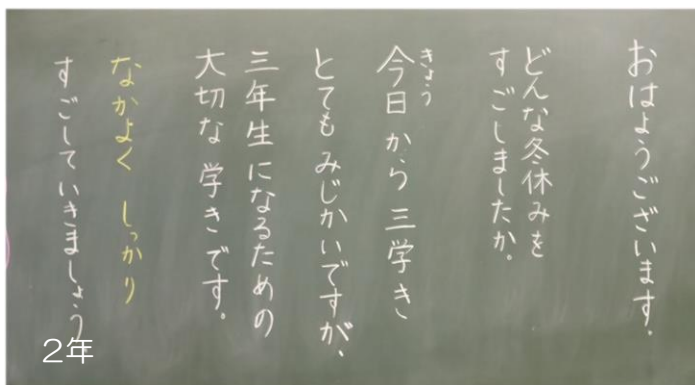 おはようございます.
どんな冬休みを
すごしましたか。
きょう
今日から三学き
とてもみじかいですが、
三年生になるための
大切な学きです。
なかよく しっかり
すごしていきましょう
2年